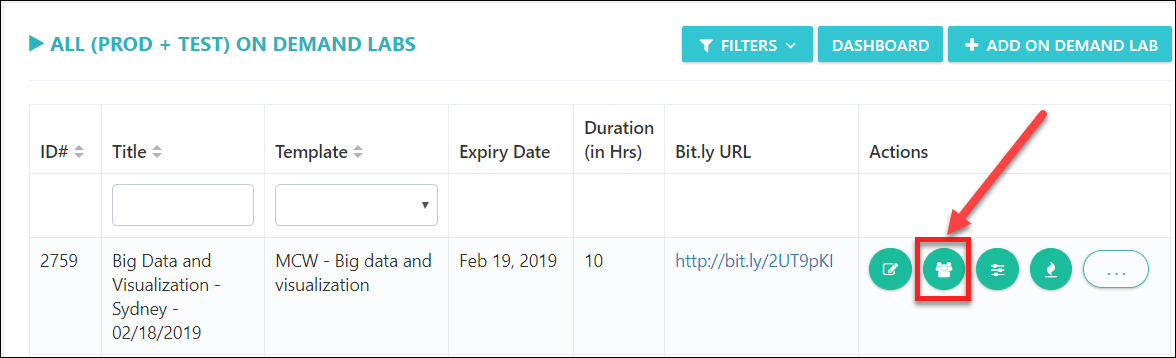 ALL (PROD + TEST) ON DEMAND LABS
FILTERS
DASHBOARD
+ ADD ON DEMAND LAB
ID#
Title
Template
Expiry Date
Duration
(in Hrs)
Bit.ly URL
Actions
2759
Big Data and
Visualization -
Sydney -
02/18/2019
MCW - Big data and
visualization
Feb 19, 2019
10
http://bit.ly/2UT9pKI
...